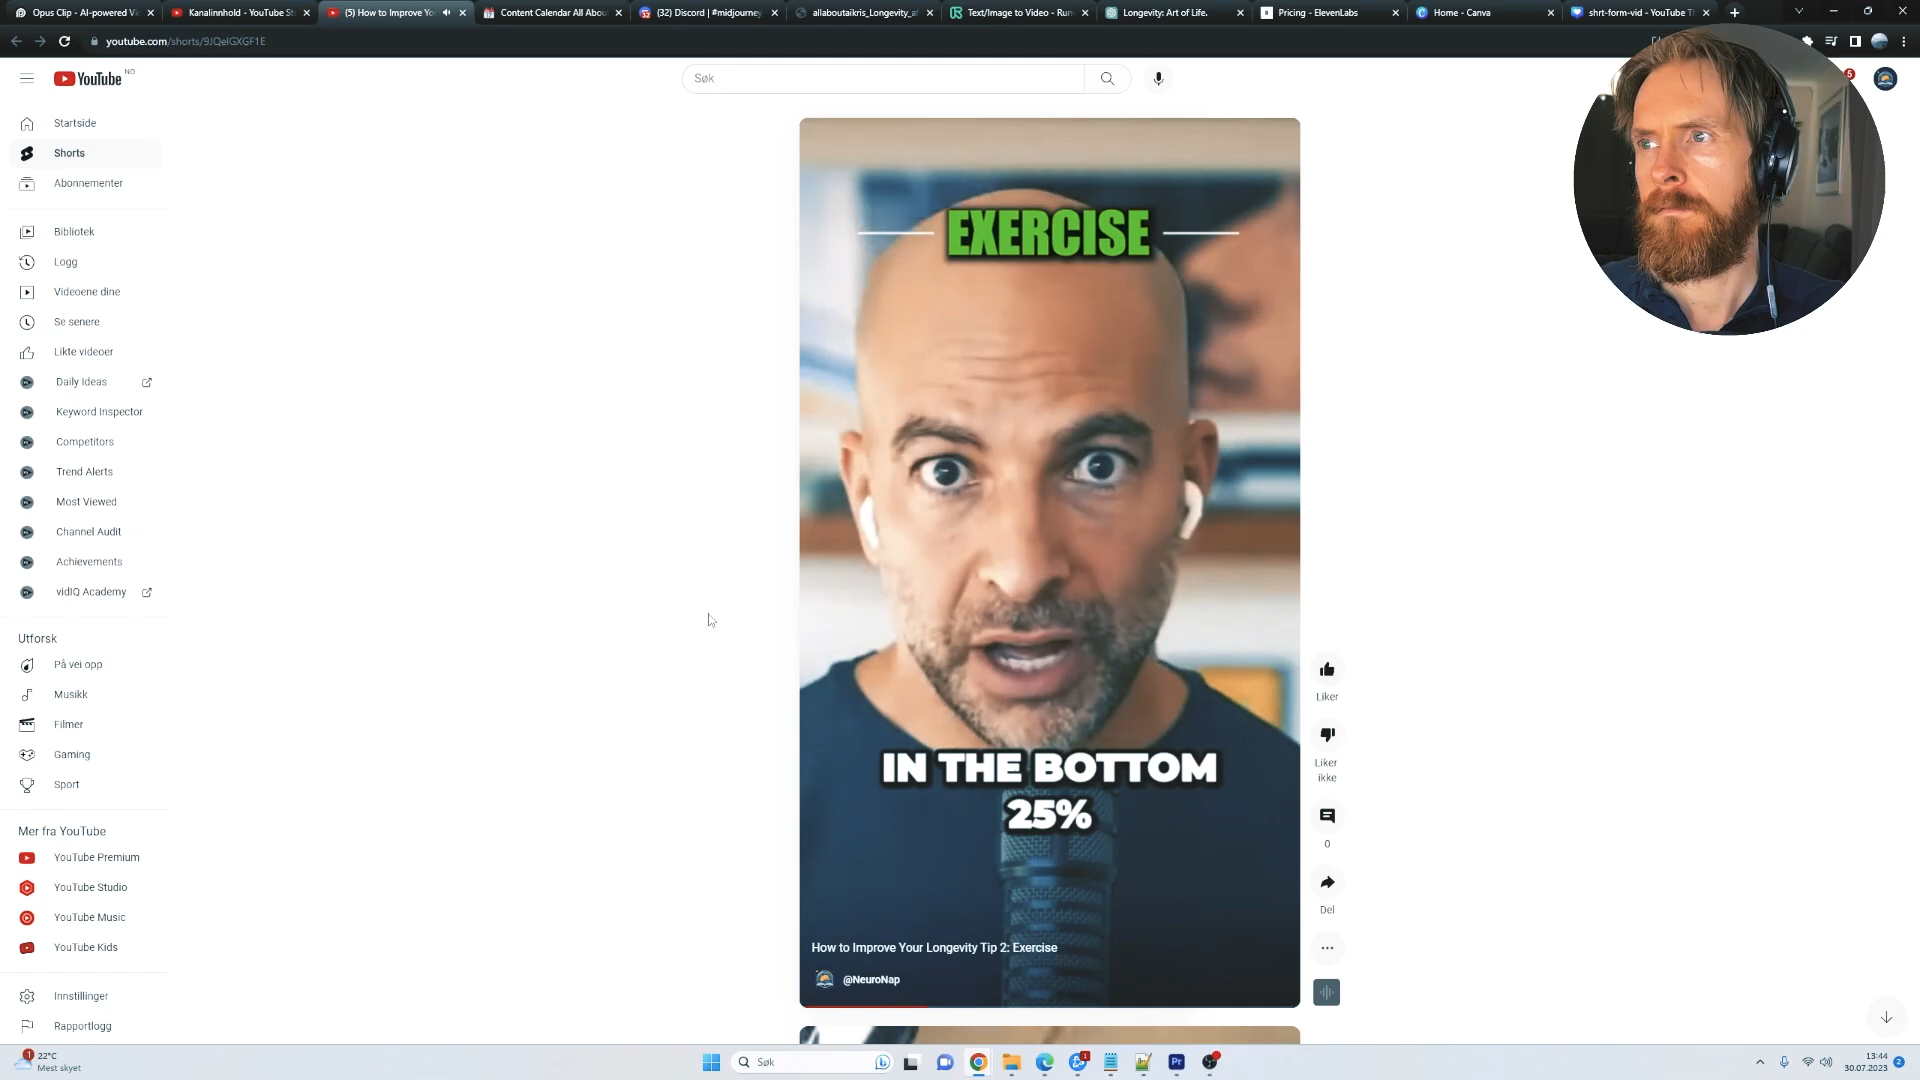 Opus Clip - AI-powered Vi
Kanalinnhold - YouTube St
(5) How to Improve Yo
Content Calendar All Abou
(32) Discord | #midjourney
allaboutaikris_Longevity_a
Text/Image to Video - Run
Longevity: Art of Life.
Pricing - ElevenLabs
Home - Canva
shrt-form-vid - YouTube Th
youtube.com/shorts/9JQelGXGF1E
YouTube NO
Søk
5
Startside
Shorts
Abonnementer
Bibliotek
Logg
Videoene dine
Se senere
Likte videoer
Daily Ideas
Keyword Inspector
Competitors
Trend Alerts
Most Viewed
Channel Audit
Achievements
vidIQ Academy
Utforsk
På vei opp
Musikk
Filmer
Gaming
Sport
Mer fra YouTube
YouTube Premium
YouTube Studio
YouTube Music
YouTube Kids
Innstillinger
Rapportlogg
EXERCISE
IN THE BOTTOM
25%
How to Improve Your Longevity Tip 2: Exercise
@NeuroNap
Liker
Liker
ikke
0
Del
1
22°C
Mest skyet
Søk
1
Pr
13:44
30.07.2023
2